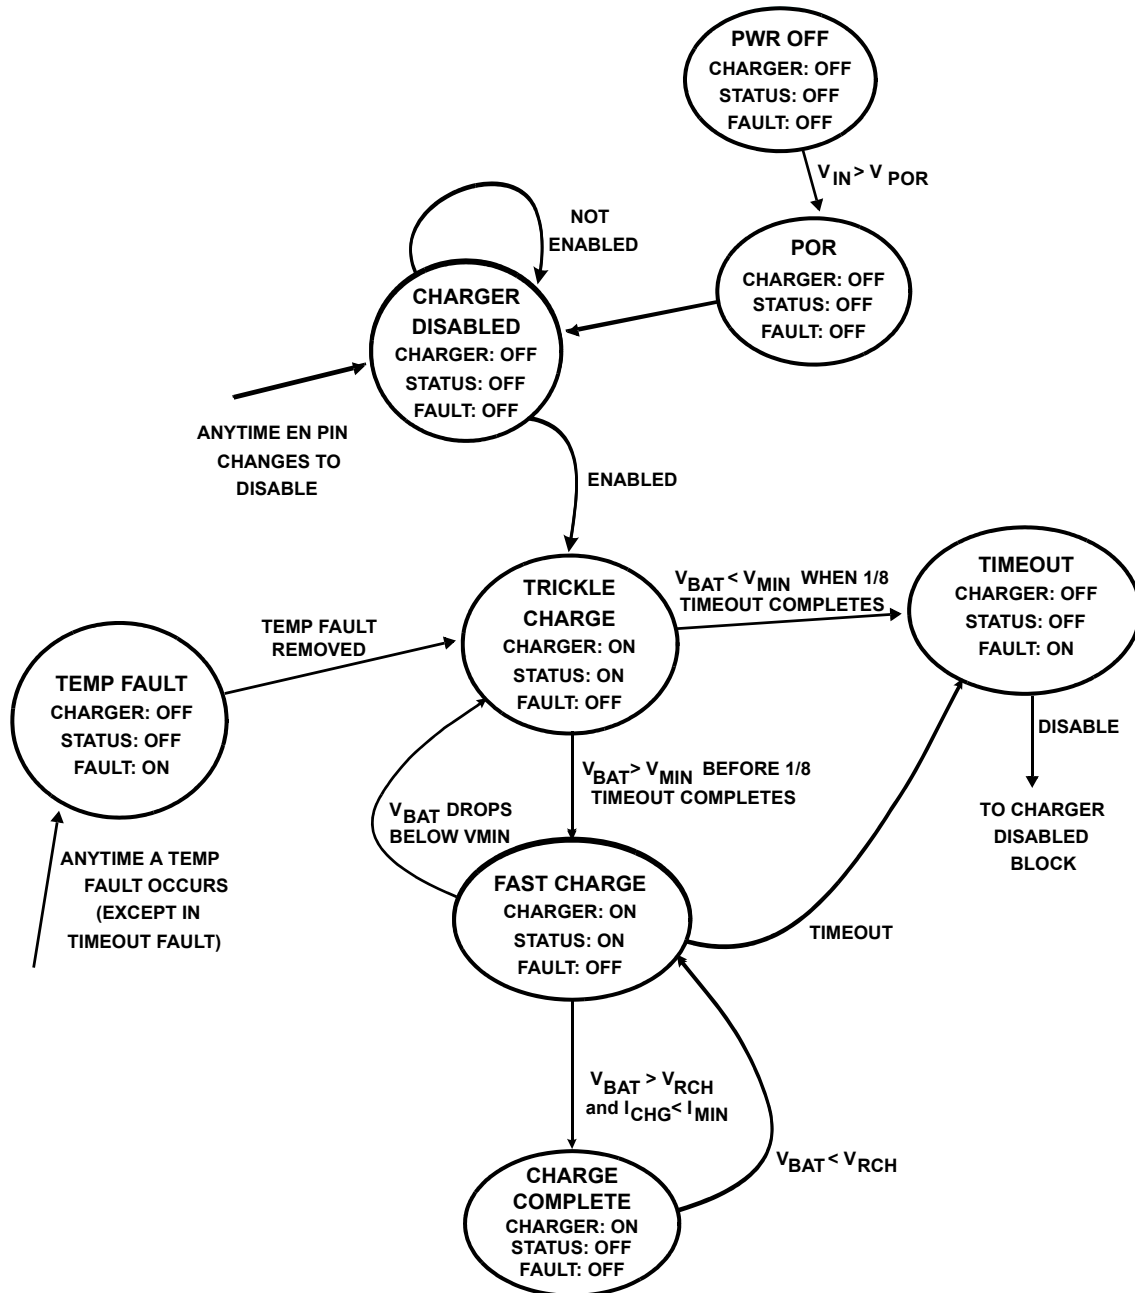 PWR OFF
CHARGER: OFF
STATUS: OFF
FAULT: OFF
VIN > VPOR
POR
CHARGER: OFF
STATUS: OFF
FAULT: OFF
NOT
ENABLED
CHARGER
DISABLED
CHARGER: OFF
STATUS: OFF
FAULT: OFF
ANYTIME EN PIN
CHANGES TO
DISABLE
ENABLED
TRICKLE
CHARGE
CHARGER: ON
STATUS: ON
FAULT: OFF
VBAT < VMIN WHEN 1/8
TIMEOUT COMPLETES
TIMEOUT
CHARGER: OFF
STATUS: OFF
FAULT: ON
DISABLE
TO CHARGER
DISABLED
BLOCK
TEMP FAULT
REMOVED
TEMP FAULT
CHARGER: OFF
STATUS: OFF
FAULT: ON
ANYTIME A TEMP
FAULT OCCURS
(EXCEPT IN
TIMEOUT FAULT)
VBAT > VMIN BEFORE 1/8
TIMEOUT COMPLETES
VBAT DROPS
BELOW VMIN
FAST CHARGE
CHARGER: ON
STATUS: ON
FAULT: OFF
TIMEOUT
VBAT > VRCH
and ICHG < IMIN
VBAT < VRCH
CHARGE
COMPLETE
CHARGER: ON
STATUS: OFF
FAULT: OFF